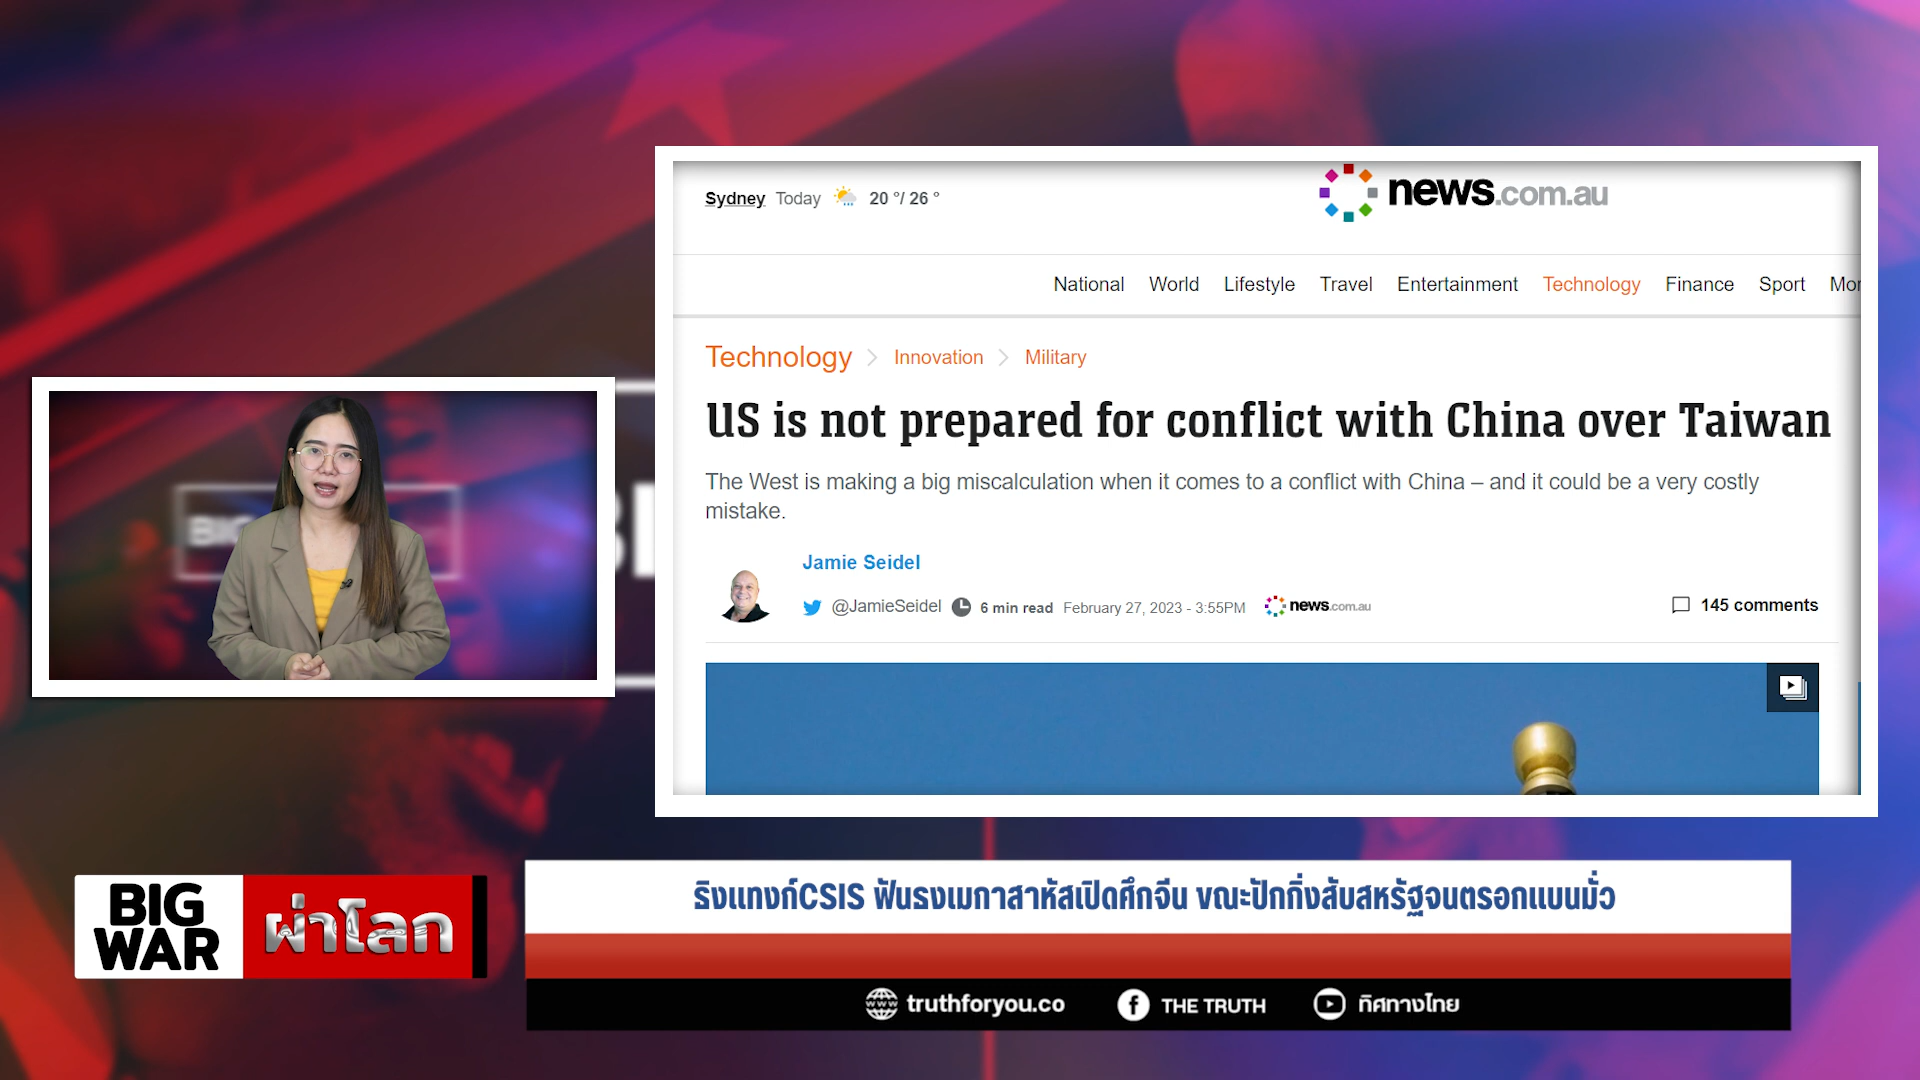 Sydney Today 20 °/ 26 °
news.com.au
National World Lifestyle Travel Entertainment Technology Finance Sport
Technology Innovation Military
US is not prepared for conflict with China over Taiwan
The West is making a big miscalculation when it comes to a conflict with China – and it could be a very costly
mistake.
Jamie Seidel
@JamieSeidel 6 min read February 27, 2023 - 3:55PM news.com.au 145 comments
BIG
WAR
ผ่าโลก
ธิงแทงก์CSIS ฟันธงเมกาสาหัสเปิดศึกจีน ขณะปักกิ่งสับสหรัฐจนตรอกแบนมั่ว
www truthforyou.co THE TRUTH ทิศทางไทย